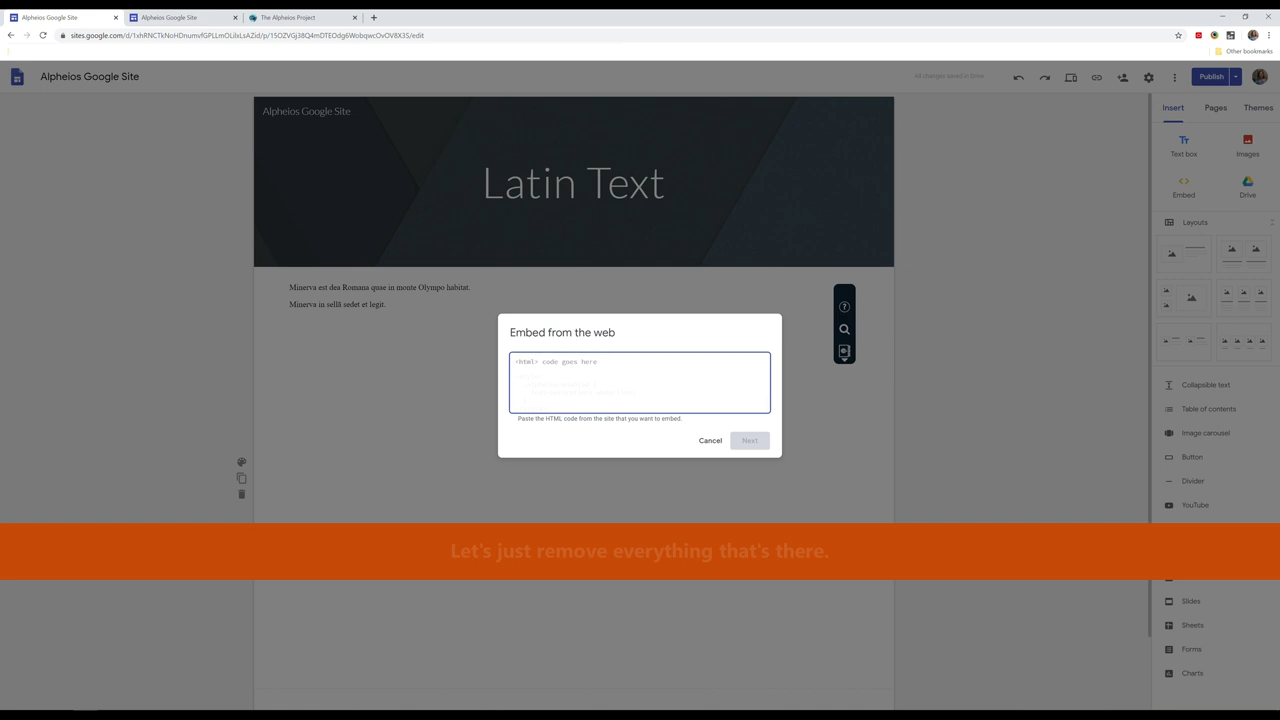 Alpheios Google Site
Alpheios Google Site
The Alpheios Project
sites.google.com/d/1xhRNCTkNoHDnumvfGPLLmOLilxLsAZid/p/15OZVGj38Q4mDTEOdg6WobqwcOvOV8X3S/edit
Other bookmarks
Alpheios Google Site
All changes saved in Drive
Publish
Insert
Pages
Themes
Alpheios Google Site
Latin Text
Text box
Images
Embed
Drive
Layouts
Minerva est dea Romana quae in monte Olympo habitat.
Minerva in sellā sedet et legit.
Embed from the web
<html> code goes here
Paste the HTML code from the site that you want to embed.
Cancel
Next
Collapsible text
Table of contents
Image carousel
Button
Divider
YouTube
Let's just remove everything that's there.
Slides
Sheets
Forms
Charts